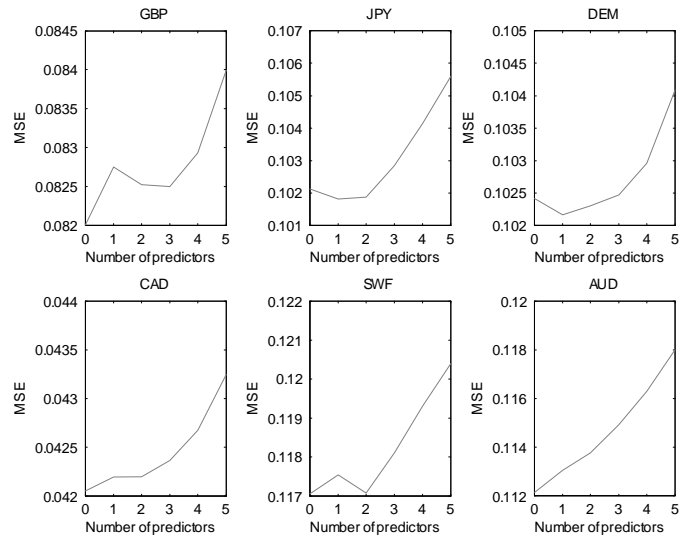 GBP
0.0845
0.084
0.0835
0.083
0.0825
0.082
MSE
0 1 2 3 4 5
Number of predictors
JPY
0.107
0.106
0.105
0.104
0.103
0.102
0.101
MSE
0 1 2 3 4 5
Number of predictors
DEM
0.105
0.1045
0.104
0.1035
0.103
0.1025
0.102
MSE
0 1 2 3 4 5
Number of predictors
CAD
0.044
0.0435
0.043
0.0425
0.042
MSE
0 1 2 3 4 5
Number of predictors
SWF
0.122
0.121
0.12
0.119
0.118
0.117
MSE
0 1 2 3 4 5
Number of predictors
AUD
0.12
0.118
0.116
0.114
0.112
MSE
0 1 2 3 4 5
Number of predictors